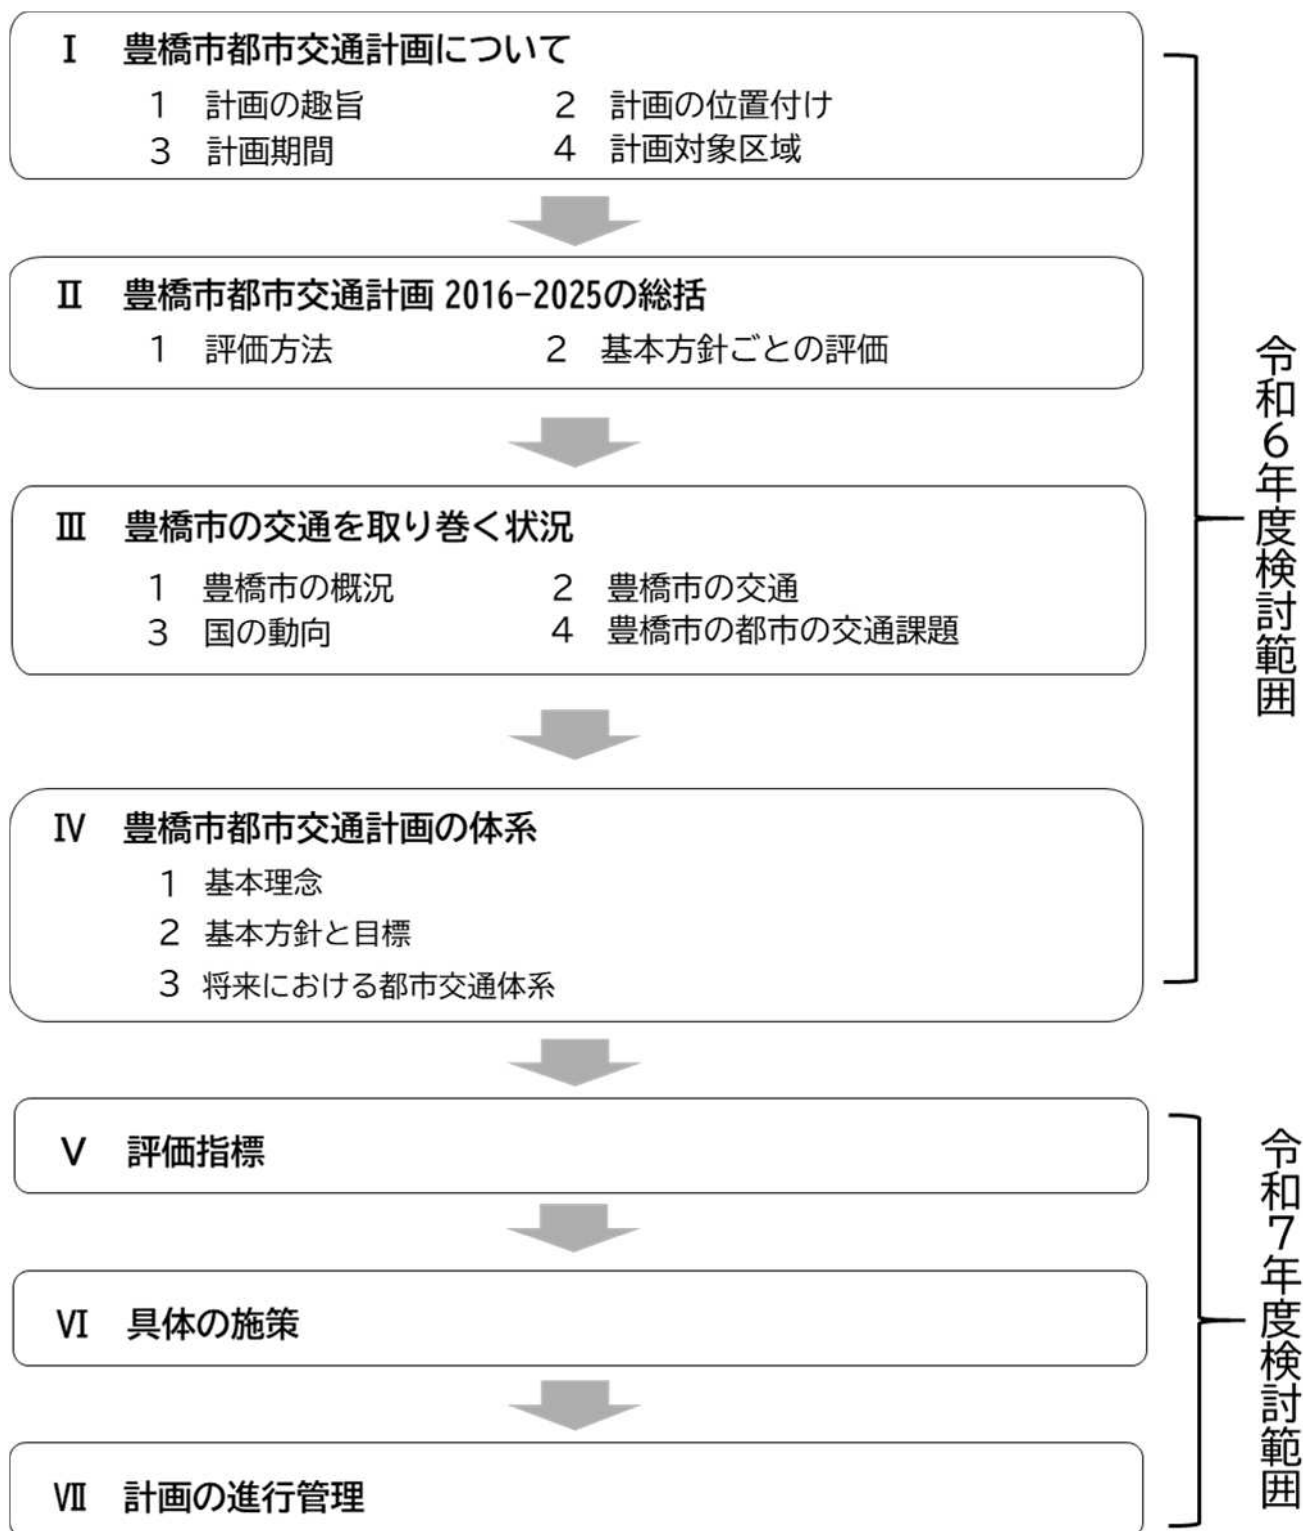 Ⅰ 豊橋市都市交通計画について
1 計画の趣旨 2 計画の位置付け
3 計画期間 4 計画対象区域
Ⅱ 豊橋市都市交通計画 2016-2025の総括
1 評価方法 2 基本方針ごとの評価
Ⅲ 豊橋市の交通を取り巻く状況
1 豊橋市の概況 2 豊橋市の交通
3 国の動向 4 豊橋市の都市の交通課題
Ⅳ 豊橋市都市交通計画の体系
1 基本理念
2 基本方針と目標
3 将来における都市交通体系
令和6年度検討範囲
Ⅴ 評価指標
Ⅵ 具体の施策
Ⅶ 計画の進行管理
令和7年度検討範囲